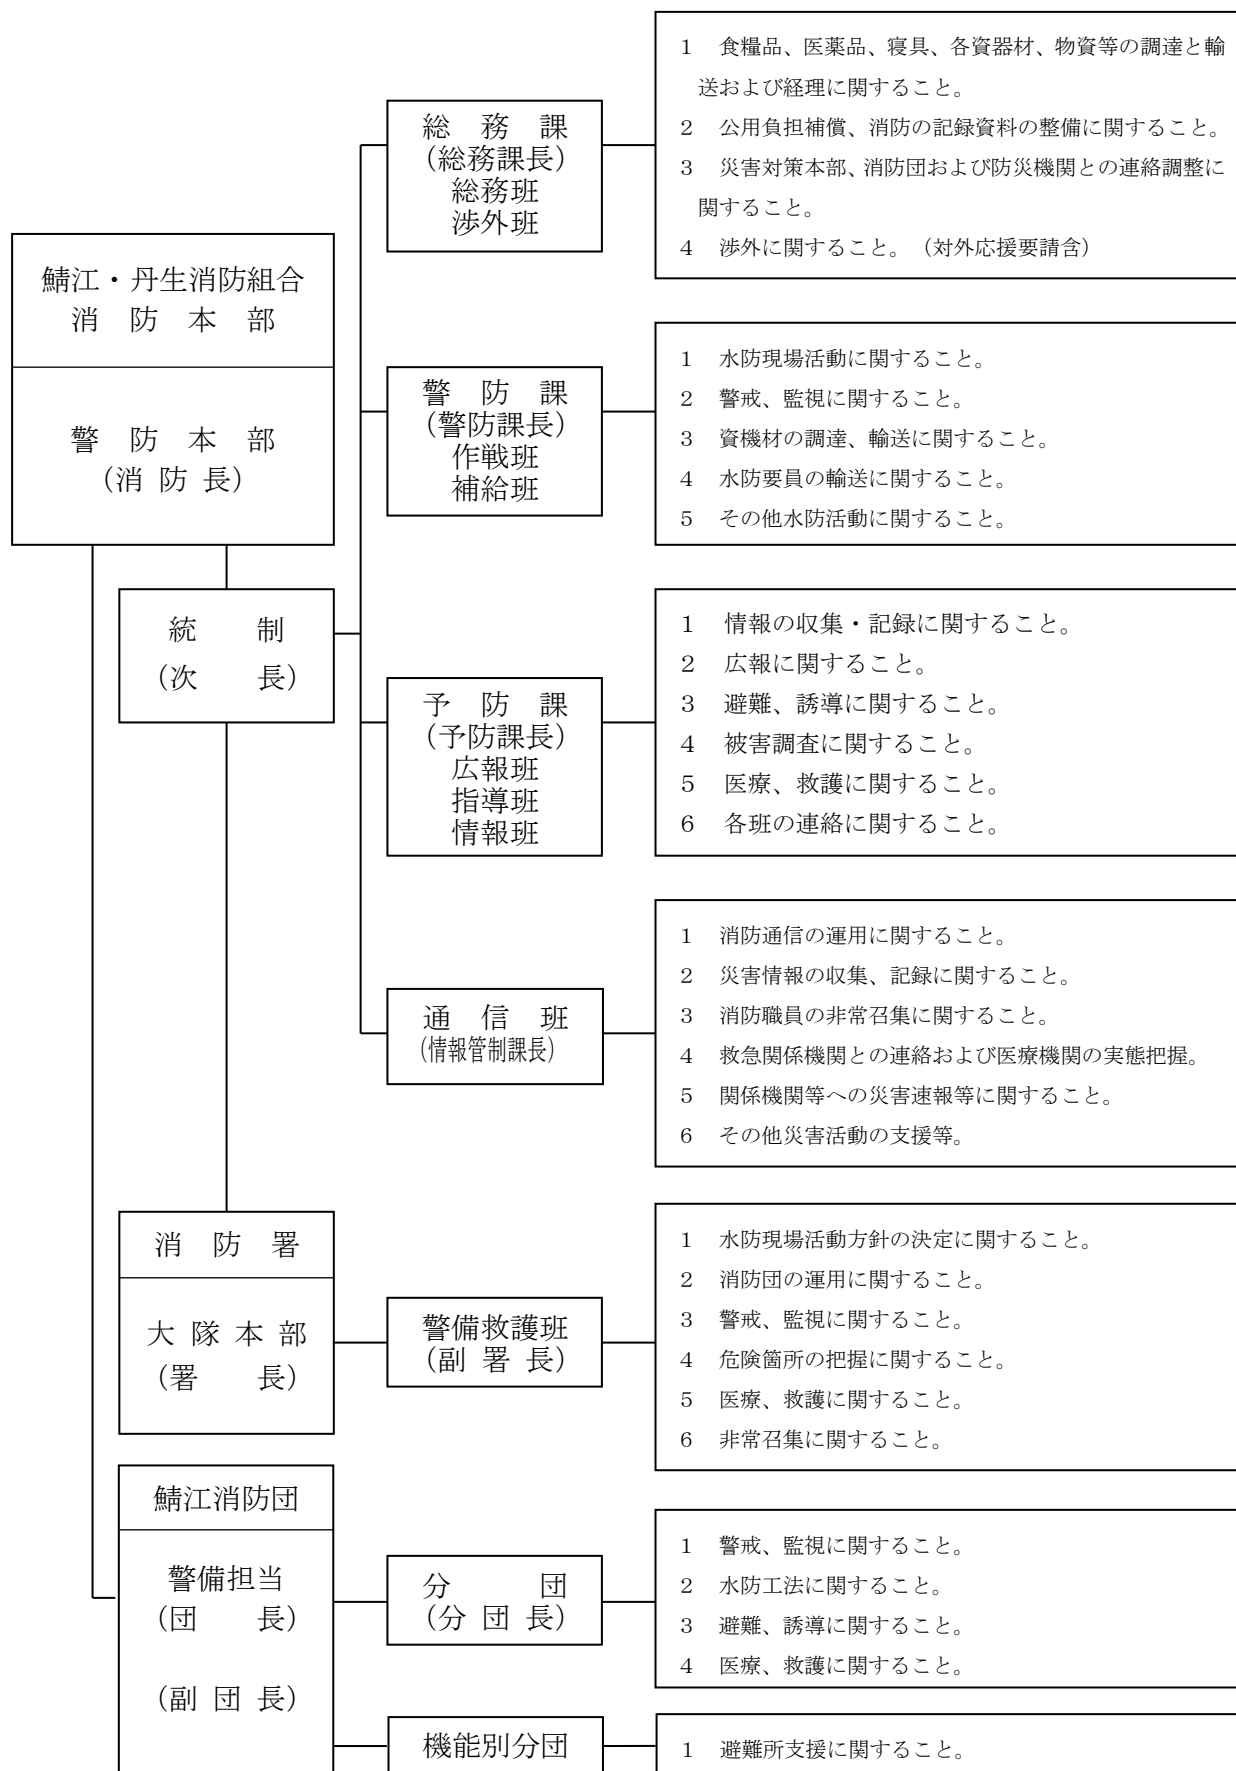 鯖江・丹生消防組合
消　防　本　部
警　防　本　部
（消 防 長）
統　　制
（次　　長）
総　務　課
（総務課長）
総務班
渉外班
1　食糧品、医薬品、寝具、各資器材、物資等の調達と輸
送および経理に関すること。
2　公用負担補償、消防の記録資料の整備に関すること。
3　災害対策本部、消防団および防災機関との連絡調整に
関すること。
4　渉外に関すること。（対外応援要請含）
警　防　課
（警防課長）
作戦班
補給班
1　水防現場活動に関すること。
2　警戒、監視に関すること。
3　資機材の調達、輸送に関すること。
4　水防要員の輸送に関すること。
5　その他水防活動に関すること。
予　防　課
（予防課長）
広報班
指導班
情報班
1　情報の収集・記録に関すること。
2　広報に関すること。
3　避難、誘導に関すること。
4　被害調査に関すること。
5　医療、救護に関すること。
6　各班の連絡に関すること。
通　信　班
（情報管制課長）
1　消防通信の運用に関すること。
2　災害情報の収集、記録に関すること。
3　消防職員の非常召集に関すること。
4　救急関係機関との連絡および医療機関の実態把握。
5　関係機関等への災害速報等に関すること。
6　その他災害活動の支援等。
消　防　署
大 隊 本 部
（署　　長）
警備救護班
（副 署 長）
1　水防現場活動方針の決定に関すること。
2　消防団の運用に関すること。
3　警戒、監視に関すること。
4　危険箇所の把握に関すること。
5　医療、救護に関すること。
6　非常召集に関すること。
鯖江消防団
警備担当
（団　　長）
（副 団 長）
分　　　団
（分 団 長）
1　警戒、監視に関すること。
2　水防工法に関すること。
3　避難、誘導に関すること。
4　医療、救護に関すること。
機能別分団
1　避難所支援に関すること。